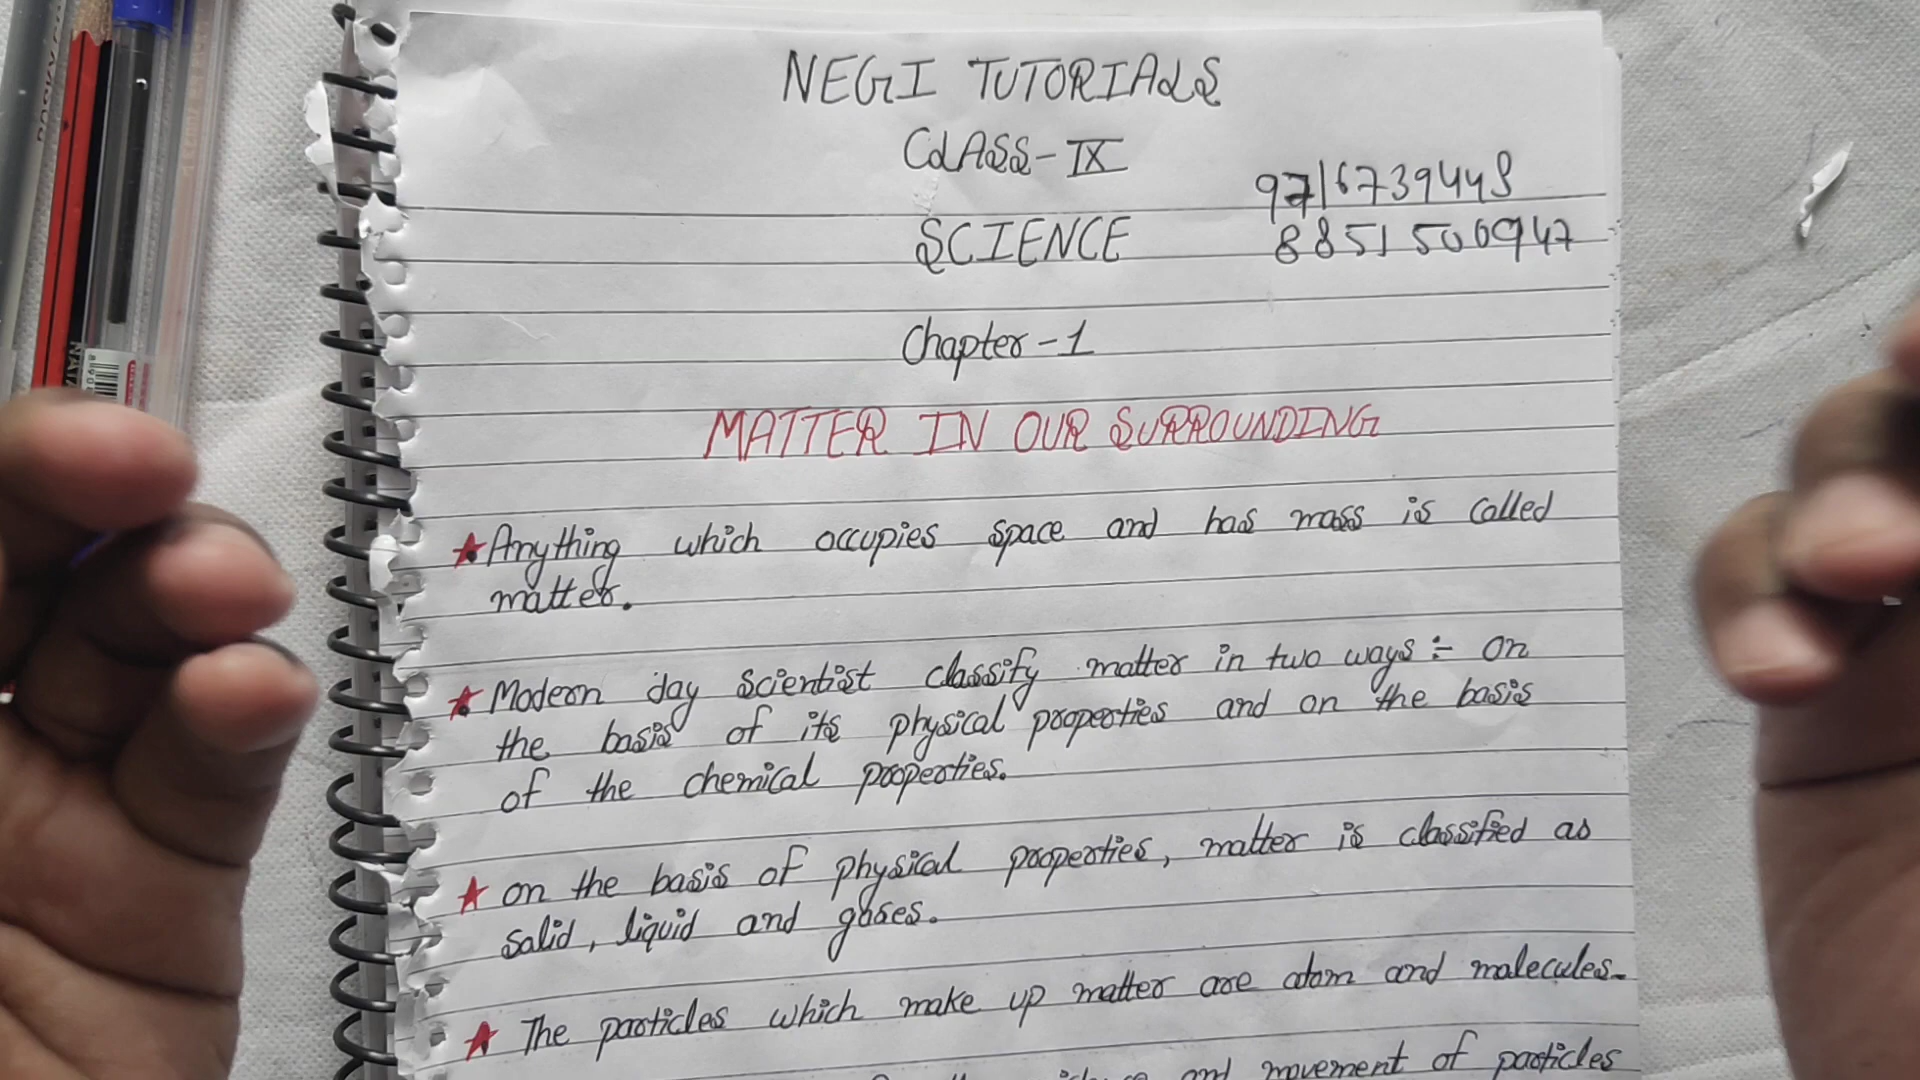 NEGI TUTORIALS
CLASS-IX
9716739448
SCIENCE
8851500947
Chapter-1
MATTER IN OUR SURROUNDING
★ Anything which occupies space and has mass is called
matter.
★ Modern day scientist classify matter in two ways :- on
the basis of its physical properties and on the basis
of the chemical properties.
★ on the basis of physical properties, matter is classified as
salid, liquid and gases.
★ The particles which make up matter are atom and malecules.
and movement of particles